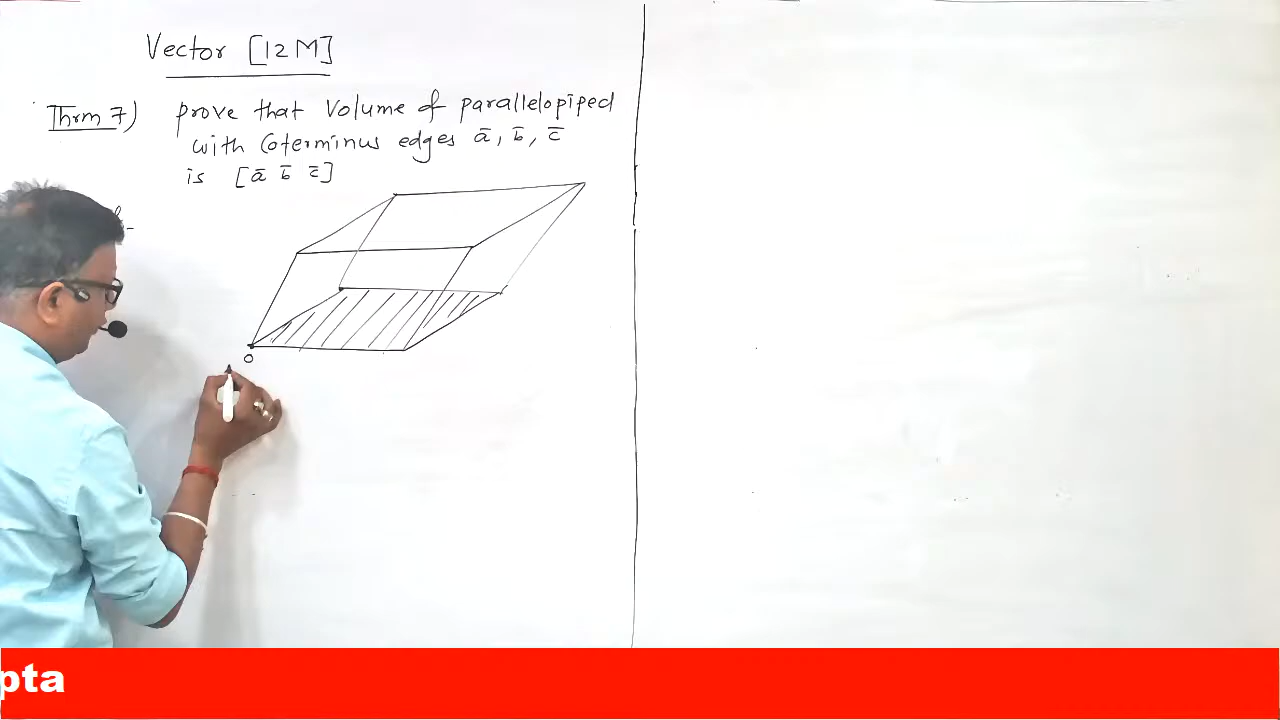 Vector [12 M]
Thrm 7) prove that Volume of parallelopiped
with Coterminus edges a̅, b̅, c̅
is [a̅ b̅ c̅]
O
pta